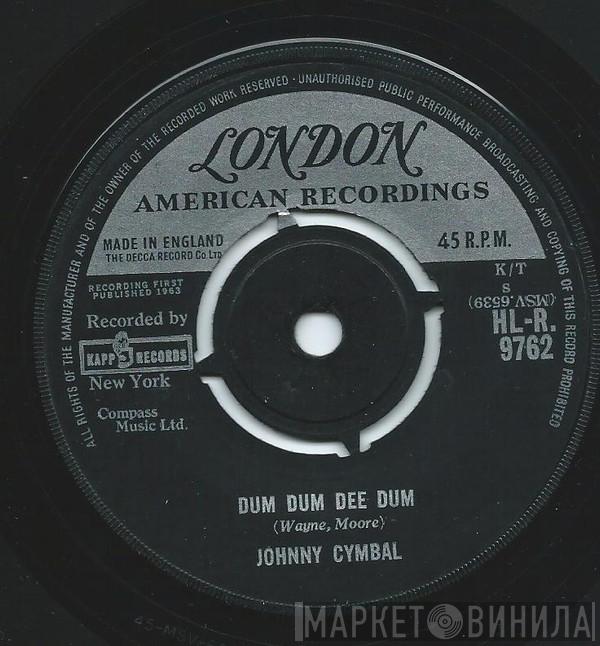 ALL RIGHTS OF THE MANUFACTURER AND OF THE OWNER OF THE RECORDED WORK RESERVED · UNAUTHORISED PUBLIC PERFORMANCE BROADCASTING AND COPYING OF THIS RECORD PROHIBITED
LONDON
AMERICAN RECORDINGS
MADE IN ENGLAND
THE DECCA RECORD Co. Ltd.
45 R.P.M.
RECORDING FIRST
PUBLISHED 1963
K/T
S
(MSV.6539)
Recorded by
HL-R.
9762
KAPP RECORDS
New York
Compass
Music Ltd.
DUM DUM DEE DUM
(Wayne, Moore)
JOHNNY CYMBAL
45-MSV-
МАРКЕТ ВИНИЛА